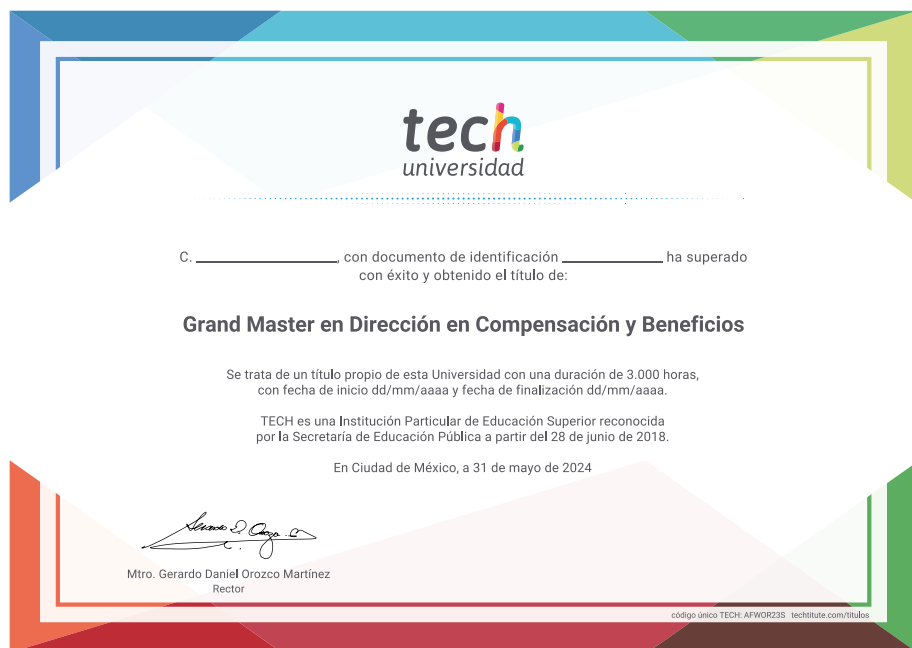 tech
universidad
C. ________________, con documento de identificación ____________ ha superado
con éxito y obtenido el título de:
Grand Master en Dirección en Compensación y Beneficios
Se trata de un título propio de esta Universidad con una duración de 3.000 horas,
con fecha de inicio dd/mm/aaaa y fecha de finalización dd/mm/aaaa.
TECH es una Institución Particular de Educación Superior reconocida
por la Secretaría de Educación Pública a partir del 28 de junio de 2018.
En Ciudad de México, a 31 de mayo de 2024
Mtro. Gerardo Daniel Orozco Martínez
Rector
código único TECH: AFWOR23S techtitute.com/titulos